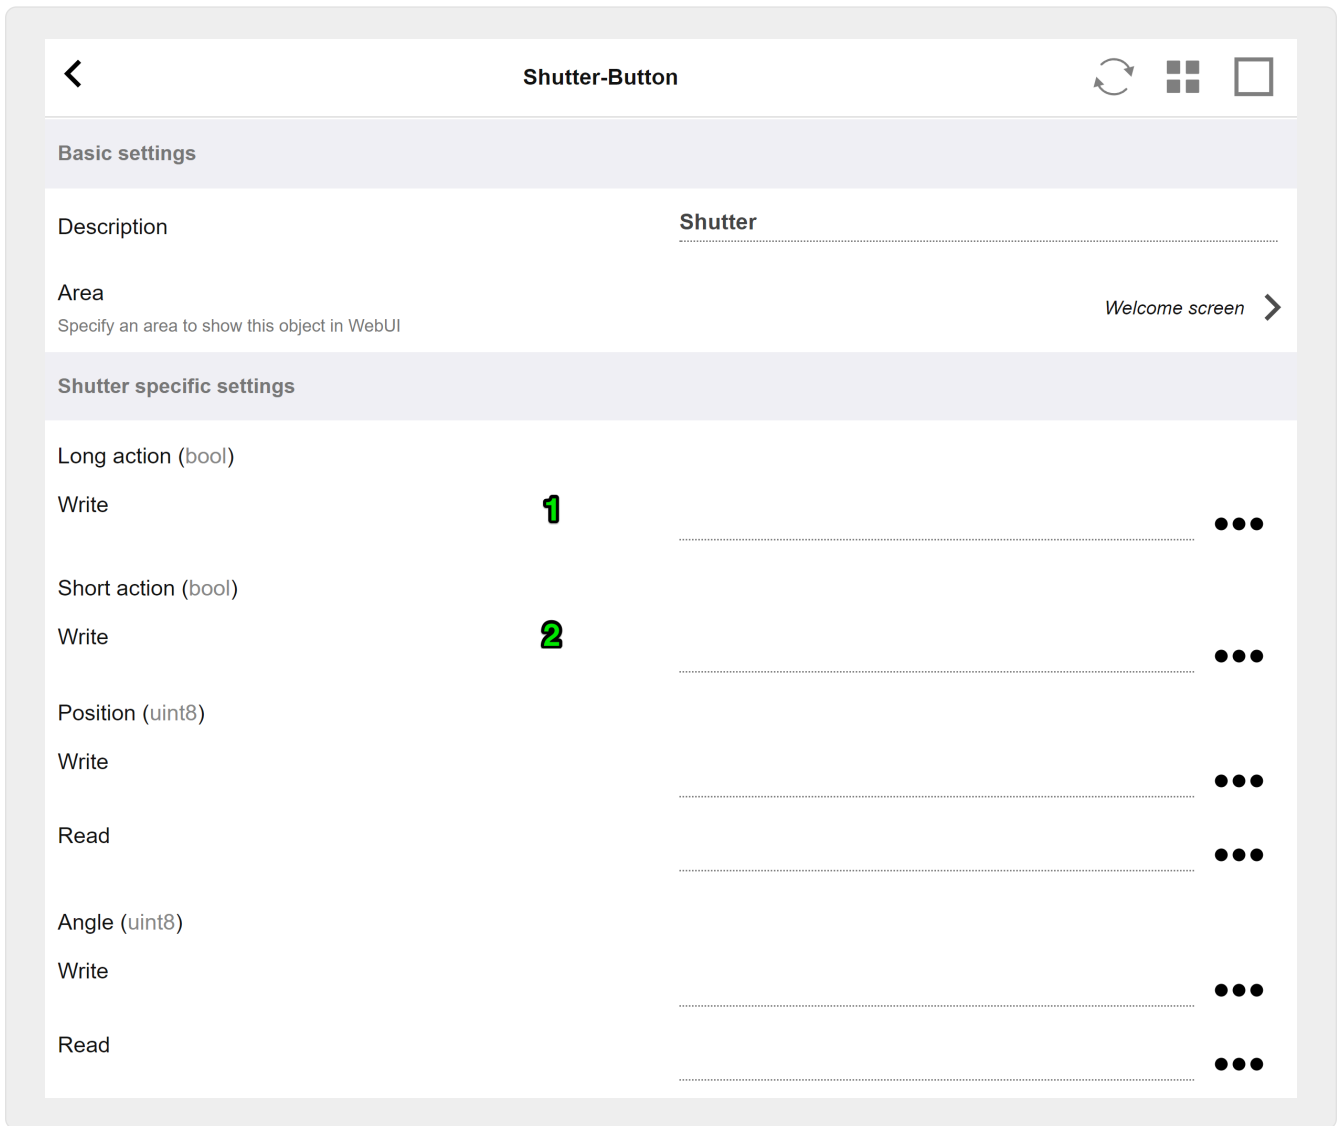 Shutter-Button
Basic settings
Description
Shutter
Area
Specify an area to show this object in WebUI
Welcome screen
Shutter specific settings
Long action (bool)
Write
1
Short action (bool)
Write
2
Position (uint8)
Write
Read
Angle (uint8)
Write
Read